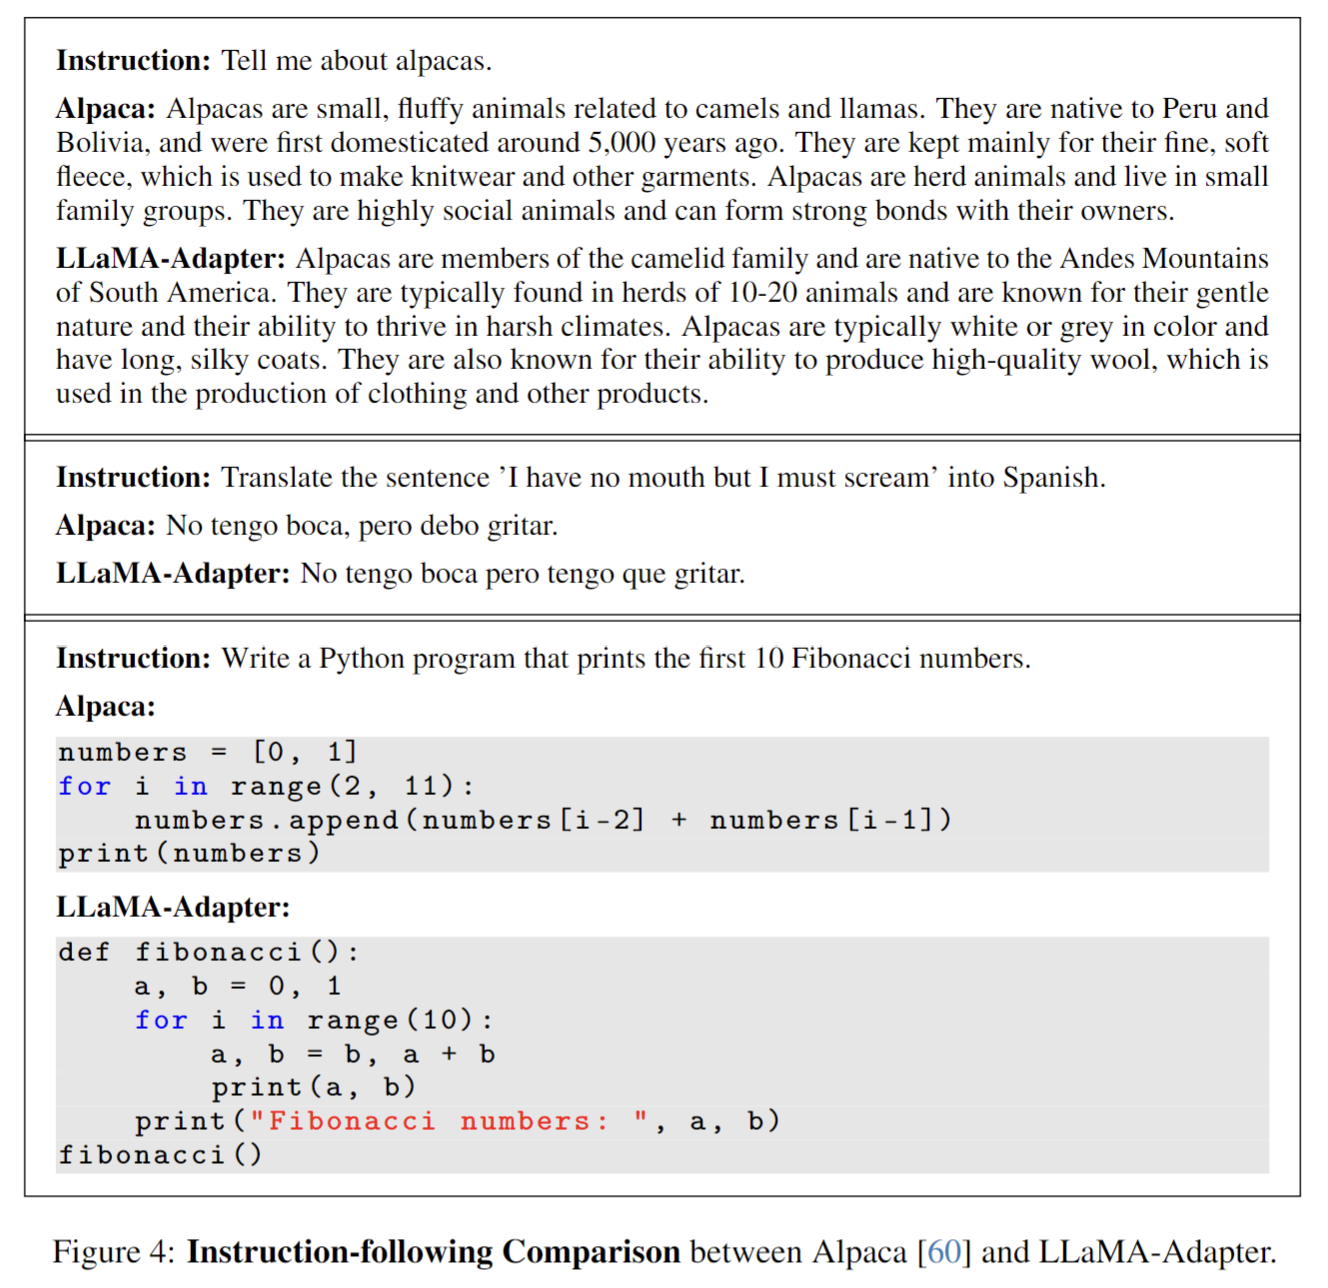 Instruction: Tell me about alpacas.
Alpaca: Alpacas are small, fluffy animals related to camels and llamas. They are native to Peru and
Bolivia, and were first domesticated around 5,000 years ago. They are kept mainly for their fine, soft
fleece, which is used to make knitwear and other garments. Alpacas are herd animals and live in small
family groups. They are highly social animals and can form strong bonds with their owners.
LLaMA-Adapter: Alpacas are members of the camelid family and are native to the Andes Mountains
of South America. They are typically found in herds of 10-20 animals and are known for their gentle
nature and their ability to thrive in harsh climates. Alpacas are typically white or grey in color and
have long, silky coats. They are also known for their ability to produce high-quality wool, which is
used in the production of clothing and other products.
Instruction: Translate the sentence ’I have no mouth but I must scream’ into Spanish.
Alpaca: No tengo boca, pero debo gritar.
LLaMA-Adapter: No tengo boca pero tengo que gritar.
Instruction: Write a Python program that prints the first 10 Fibonacci numbers.
Alpaca:
numbers = [0, 1]
for i in range(2, 11):
    numbers.append(numbers[i-2] + numbers[i-1])
print(numbers)
LLaMA-Adapter:
def fibonacci():
    a, b = 0, 1
    for i in range(10):
        a, b = b, a + b
        print(a, b)
    print("Fibonacci numbers: ", a, b)
fibonacci()
Figure 4: Instruction-following Comparison between Alpaca [60] and LLaMA-Adapter.